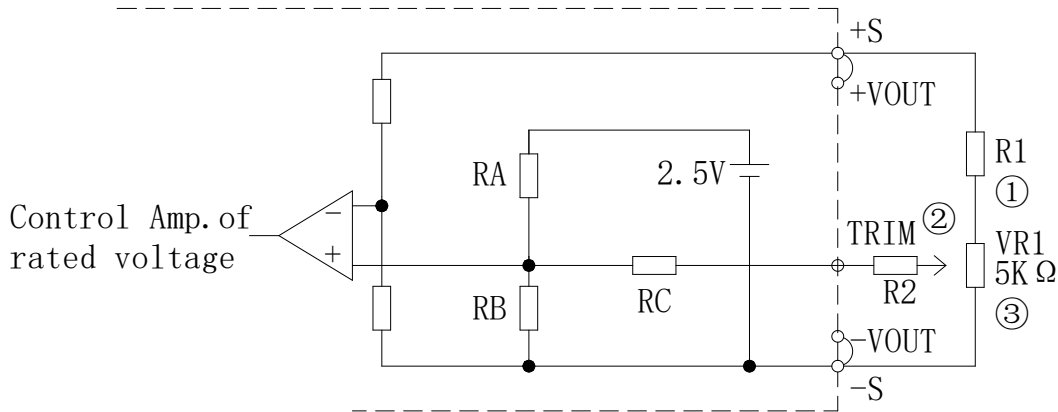 +S
+VOUT
RA
2.5V
R1
①
Control Amp.of
rated voltage
−
+
TRIM
②
VR1
5KΩ
RB
RC
R2
③
−VOUT
−S